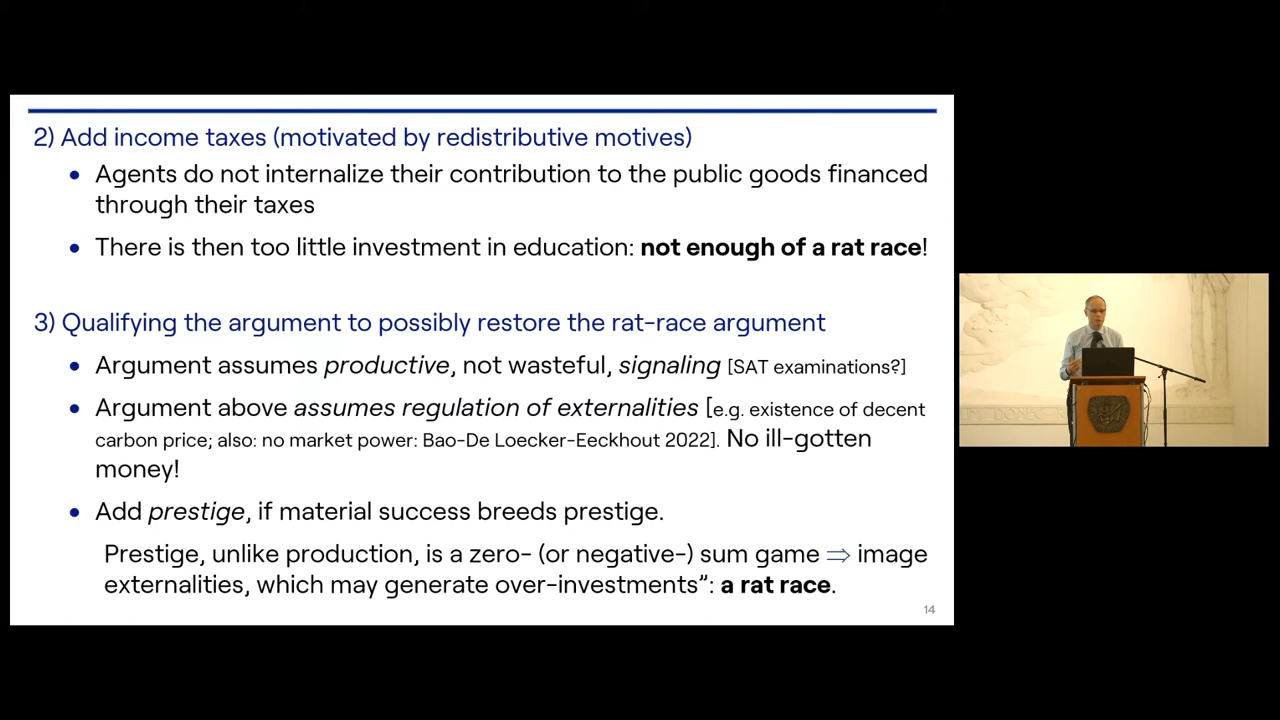 2) Add income taxes (motivated by redistributive motives)
• Agents do not internalize their contribution to the public goods financed
through their taxes
• There is then too little investment in education: not enough of a rat race!
3) Qualifying the argument to possibly restore the rat-race argument
• Argument assumes productive, not wasteful, signaling [SAT examinations?]
• Argument above assumes regulation of externalities [e.g. existence of decent
carbon price; also: no market power: Bao-De Loecker-Eeckhout 2022]. No ill-gotten
money!
• Add prestige, if material success breeds prestige.
Prestige, unlike production, is a zero- (or negative-) sum game ⇒ image
externalities, which may generate over-investments”: a rat race.
14